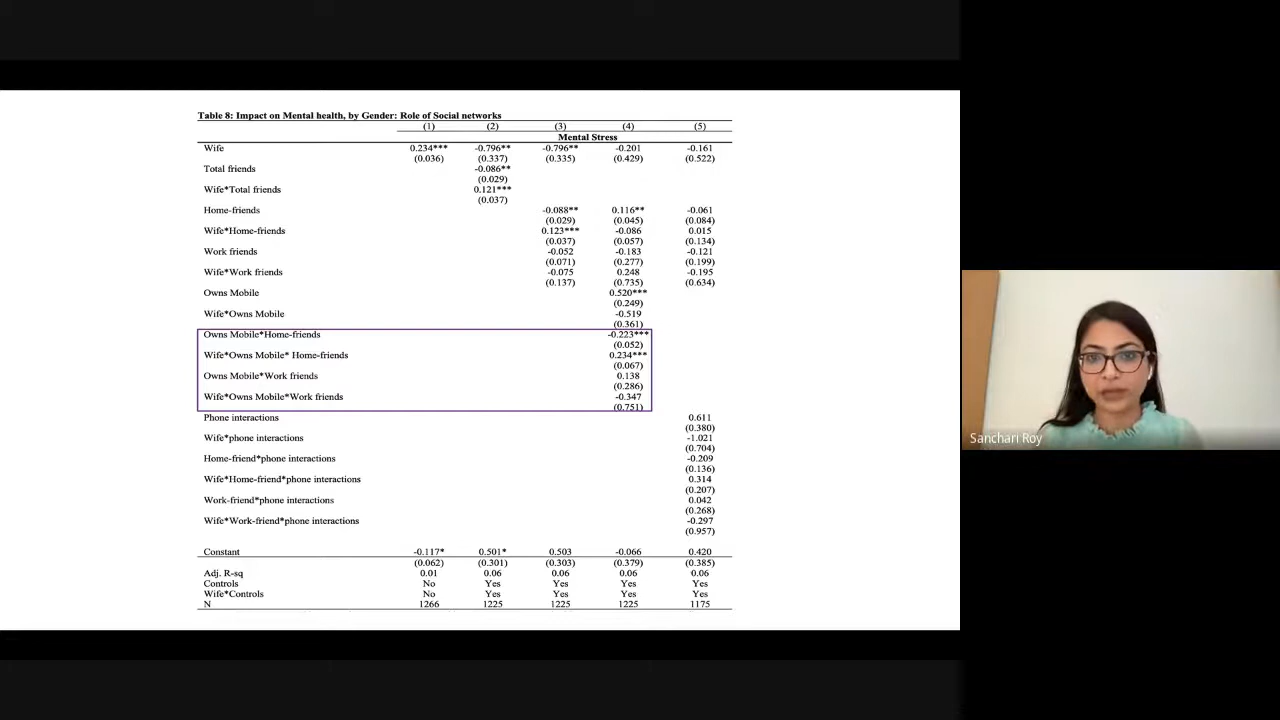 Table 8: Impact on Mental health, by Gender: Role of Social networks
(1) (2) (3) (4) (5)
Mental Stress
Wife 0.234*** -0.796** -0.796** -0.201 -0.161
(0.036) (0.337) (0.335) (0.429) (0.522)
Total friends -0.086**
(0.029)
Wife*Total friends 0.121***
(0.037)
Home-friends -0.088** 0.116** -0.061
(0.029) (0.045) (0.084)
Wife*Home-friends 0.123*** -0.086 0.015
(0.037) (0.057) (0.134)
Work friends -0.052 -0.183 -0.121
(0.071) (0.277) (0.199)
Wife*Work friends -0.075 0.248 -0.195
(0.137) (0.735) (0.634)
Owns Mobile 0.520***
(0.249)
Wife*Owns Mobile -0.519
(0.361)
Owns Mobile*Home-friends -0.223***
(0.052)
Wife*Owns Mobile* Home-friends 0.234***
(0.067)
Owns Mobile*Work friends 0.138
(0.286)
Wife*Owns Mobile*Work friends -0.347
(0.751)
Phone interactions 0.611
(0.380)
Wife*phone interactions -1.021
(0.704)
Home-friend*phone interactions -0.209
(0.136)
Wife*Home-friend*phone interactions 0.314
(0.207)
Work-friend*phone interactions 0.042
(0.268)
Wife*Work-friend*phone interactions -0.297
(0.957)
Constant -0.117* 0.501* 0.503 -0.066 0.420
(0.062) (0.301) (0.303) (0.379) (0.385)
Adj. R-sq 0.01 0.06 0.06 0.06 0.06
Controls No Yes Yes Yes Yes
Wife*Controls No Yes Yes Yes Yes
N 1266 1225 1225 1225 1175
Sanchari Roy